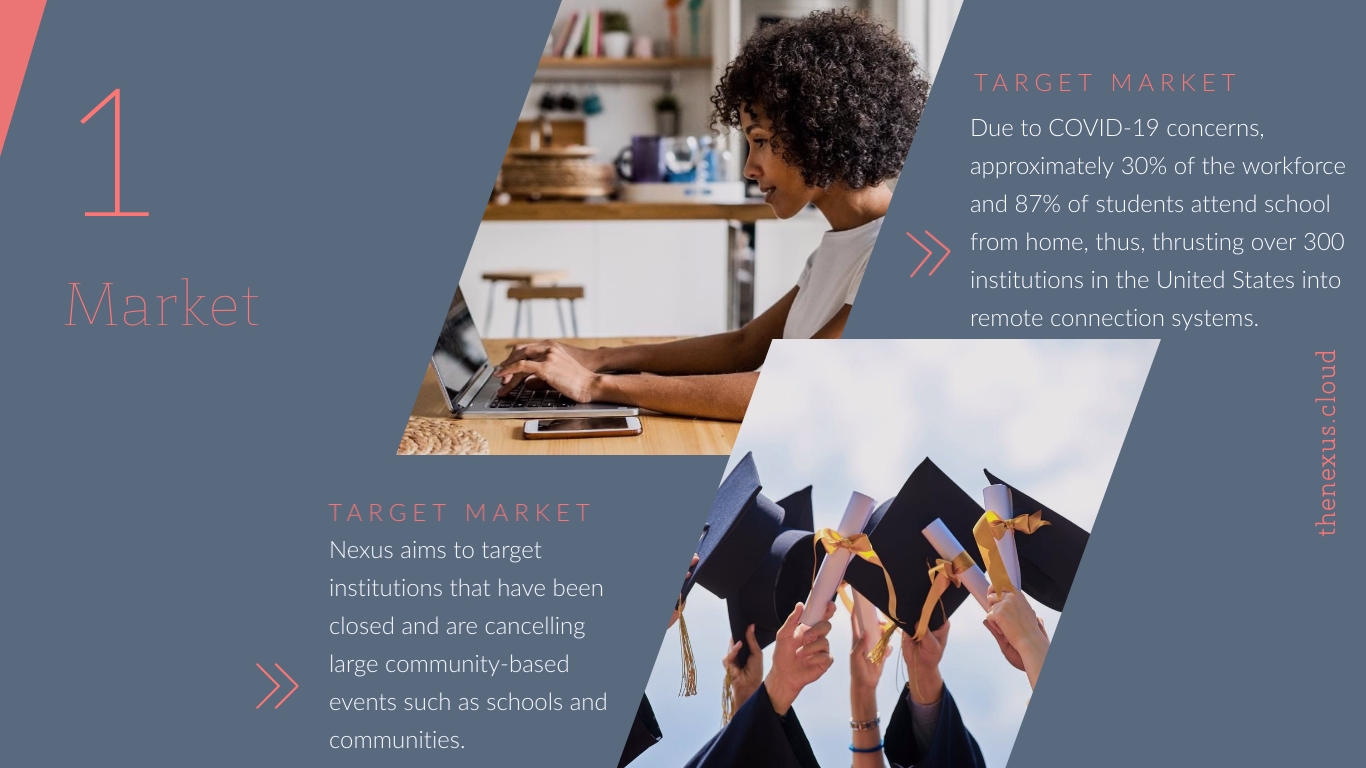 1
Market
TARGET MARKET
Due to COVID-19 concerns,
approximately 30% of the workforce
and 87% of students attend school
from home, thus, thrusting over 300
institutions in the United States into
remote connection systems.
thenexus.cloud
TARGET MARKET
Nexus aims to target
institutions that have been
closed and are cancelling
large community-based
events such as schools and
communities.